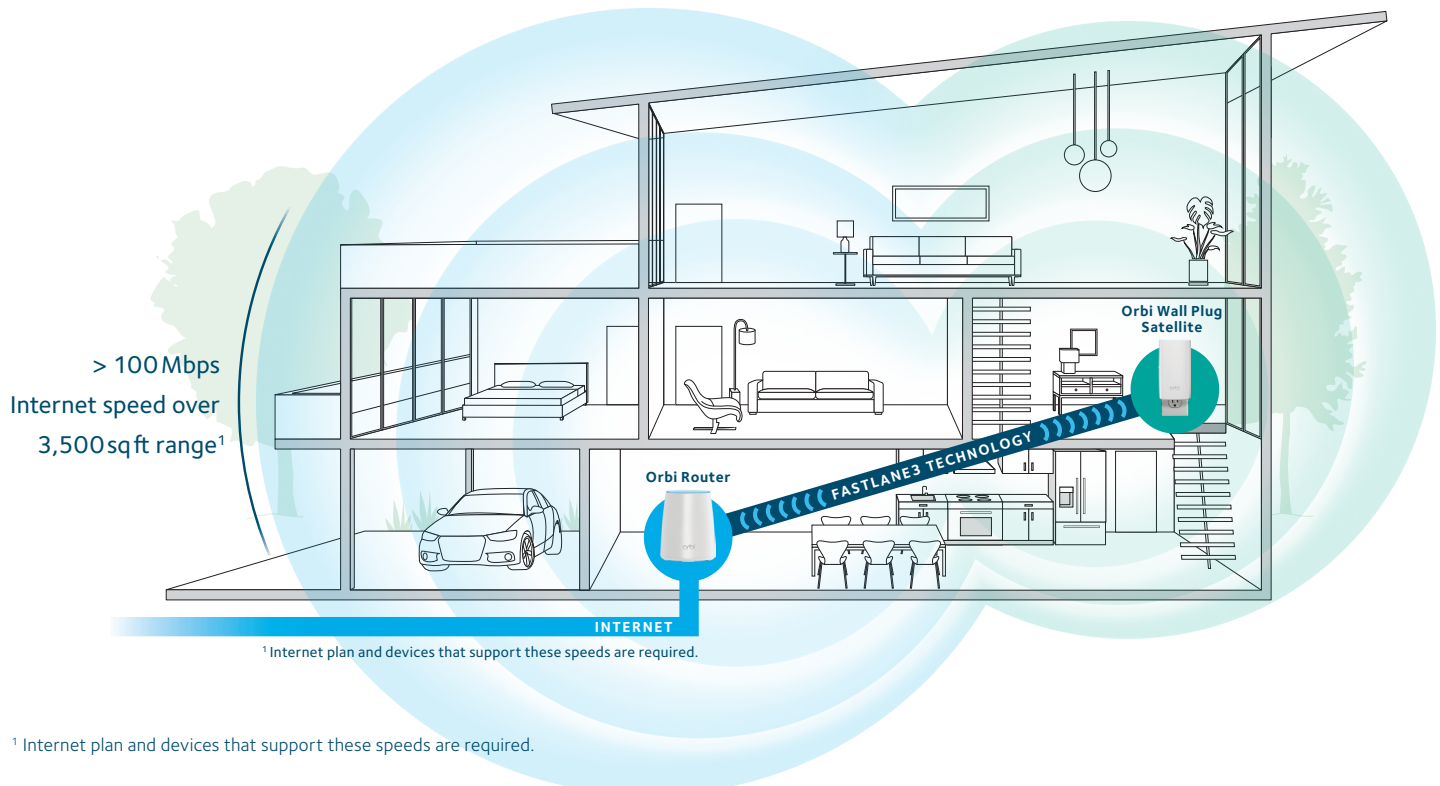 Orbi Wall Plug
Satellite
> 100 Mbps
Internet speed over
3,500 sq ft range¹
FASTLANE3 TECHNOLOGY
Orbi Router
orbi
INTERNET
¹ Internet plan and devices that support these speeds are required.
¹ Internet plan and devices that support these speeds are required.